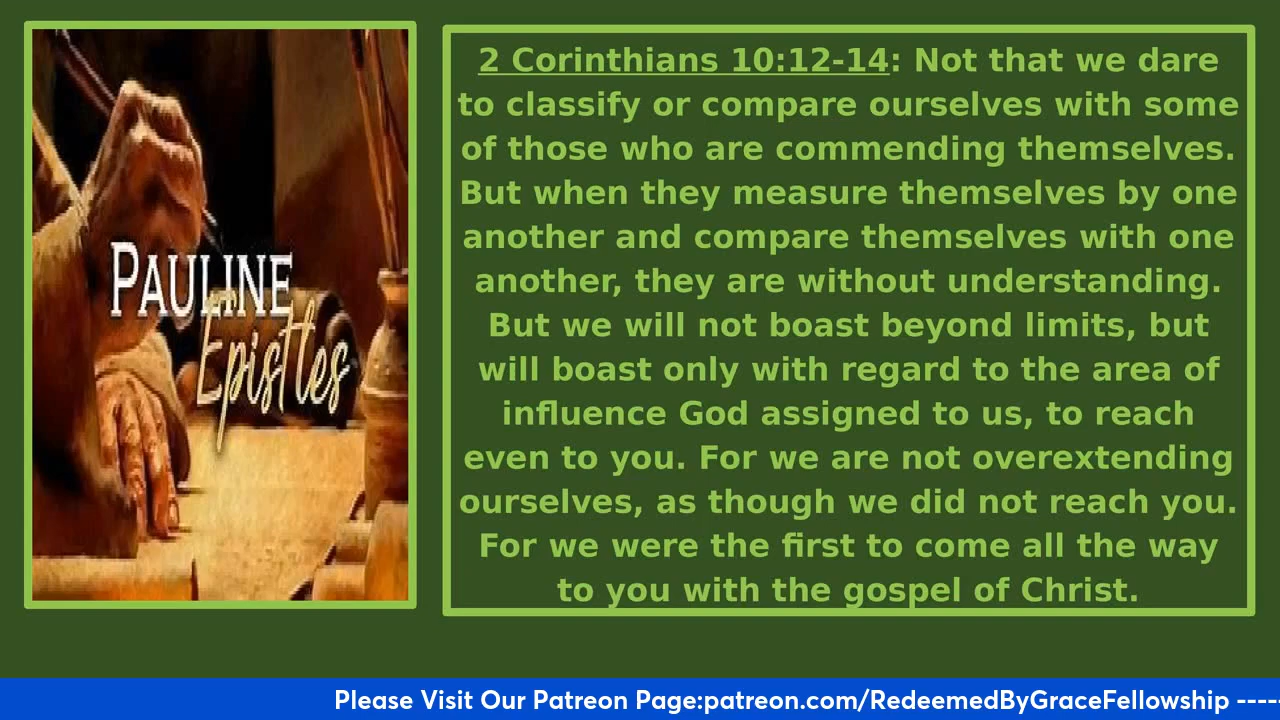 PAULINE
Epistles
2 Corinthians 10:12-14: Not that we dare
to classify or compare ourselves with some
of those who are commending themselves.
But when they measure themselves by one
another and compare themselves with one
another, they are without understanding.
But we will not boast beyond limits, but
will boast only with regard to the area of
influence God assigned to us, to reach
even to you. For we are not overextending
ourselves, as though we did not reach you.
For we were the first to come all the way
to you with the gospel of Christ.
Please Visit Our Patreon Page:patreon.com/RedeemedByGraceFellowship ----